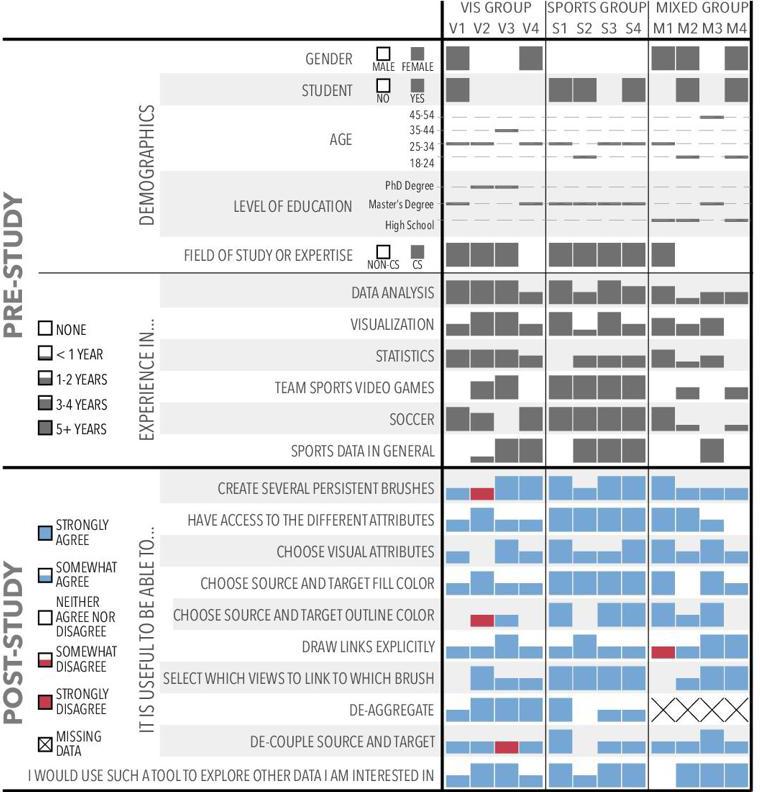 VIS GROUP SPORTS GROUP MIXED GROUP
V1 V2 V3 V4 S1 S2 S3 S4 M1 M2 M3 M4
PRE-STUDY
DEMOGRAPHICS
GENDER
MALE FEMALE
STUDENT
NO YES
AGE
45-54
35-44
25-34
18-24
LEVEL OF EDUCATION
PhD Degree
Master's Degree
High School
FIELD OF STUDY OR EXPERTISE
NON-CS CS
NONE
< 1 YEAR
1-2 YEARS
3-4 YEARS
5+ YEARS
EXPERIENCE IN...
DATA ANALYSIS
VISUALIZATION
STATISTICS
TEAM SPORTS VIDEO GAMES
SOCCER
SPORTS DATA IN GENERAL
POST-STUDY
STRONGLY
AGREE
SOMEWHAT
AGREE
NEITHER
AGREE NOR
DISAGREE
SOMEWHAT
DISAGREE
STRONGLY
DISAGREE
MISSING
DATA
IT IS USEFUL TO BE ABLE TO...
CREATE SEVERAL PERSISTENT BRUSHES
HAVE ACCESS TO THE DIFFERENT ATTRIBUTES
CHOOSE VISUAL ATTRIBUTES
CHOOSE SOURCE AND TARGET FILL COLOR
CHOOSE SOURCE AND TARGET OUTLINE COLOR
DRAW LINKS EXPLICITLY
SELECT WHICH VIEWS TO LINK TO WHICH BRUSH
DE-AGGREGATE
DE-COUPLE SOURCE AND TARGET
I WOULD USE SUCH A TOOL TO EXPLORE OTHER DATA I AM INTERESTED IN